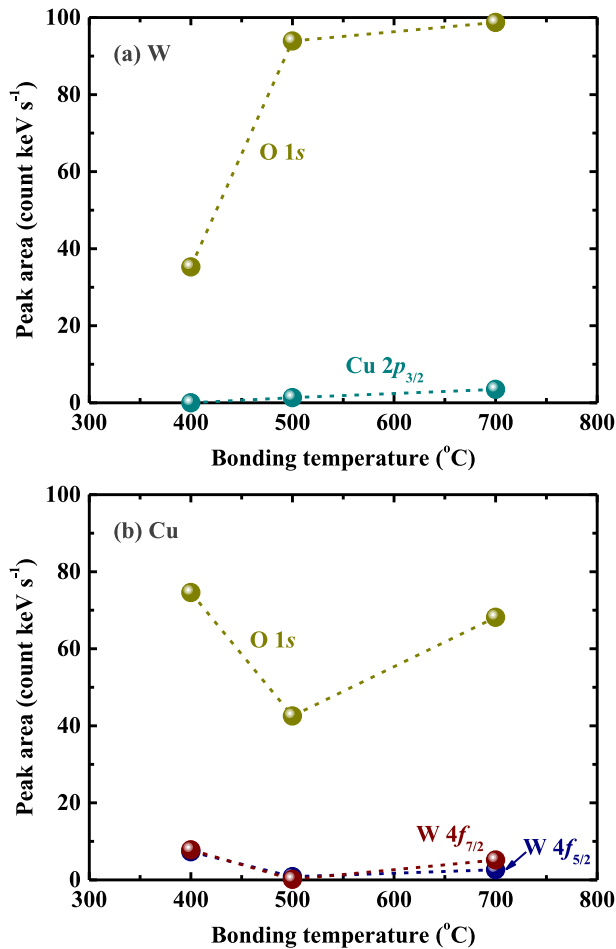 100
(a) W
80
O 1s
60
40
20
Cu 2p3/2
0
300 400 500 600 700 800
Peak area (count keV s-1)
Bonding temperature (oC)
100
(b) Cu
80
O 1s
60
40
20
W 4f7/2
W 4f5/2
0
300 400 500 600 700 800
Peak area (count keV s-1)
Bonding temperature (oC)